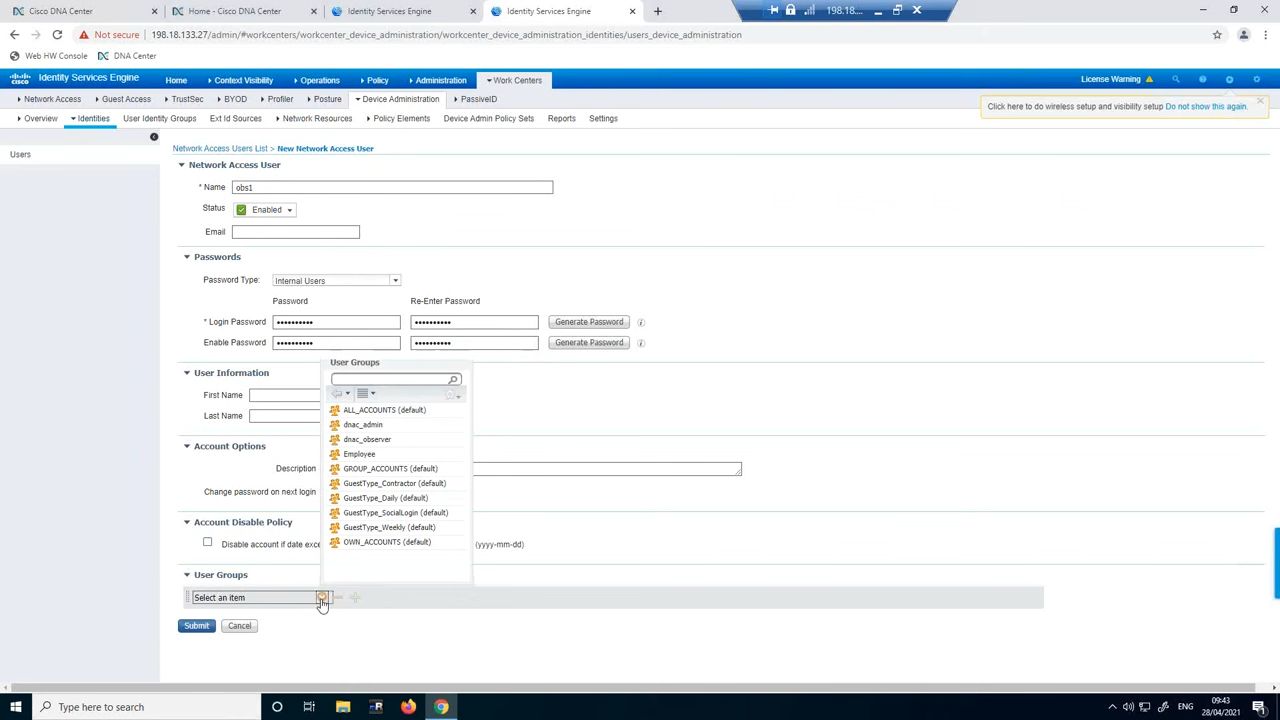 Cisco DNA Center
Home - Cisco DNA Center
Identity Services Engine
Identity Services Engine
198.18.
Not secure
198.18.133.27/admin/#workcenters/workcenter_device_administration/workcenter_device_administration_identities/users_device_administration
Web HW Console
DNA Center
cisco
Identity Services Engine
Home
Context Visibility
Operations
Policy
Administration
Work Centers
License Warning
Network Access
Guest Access
TrustSec
BYOD
Profiler
Posture
Device Administration
PassiveID
Click here to do wireless setup and visibility setup Do not show this again.
Overview
Identities
User Identity Groups
Ext Id Sources
Network Resources
Policy Elements
Device Admin Policy Sets
Reports
Settings
Users
Network Access Users List > New Network Access User
Network Access User
* Name
obs1
Status
Enabled
Email
Passwords
Password Type:
Internal Users
Password
Re-Enter Password
* Login Password
••••••••••
••••••••••
Generate Password
Enable Password
••••••••••
••••••••••
Generate Password
User Information
First Name
Last Name
Account Options
Description
Change password on next login
Account Disable Policy
Disable account if date exce
(yyyy-mm-dd)
User Groups
Select an item
User Groups
ALL_ACCOUNTS (default)
dnac_admin
dnac_observer
Employee
GROUP_ACCOUNTS (default)
GuestType_Contractor (default)
GuestType_Daily (default)
GuestType_SocialLogin (default)
GuestType_Weekly (default)
OWN_ACCOUNTS (default)
Submit
Cancel
Type here to search
ENG
09:43
28/04/2021